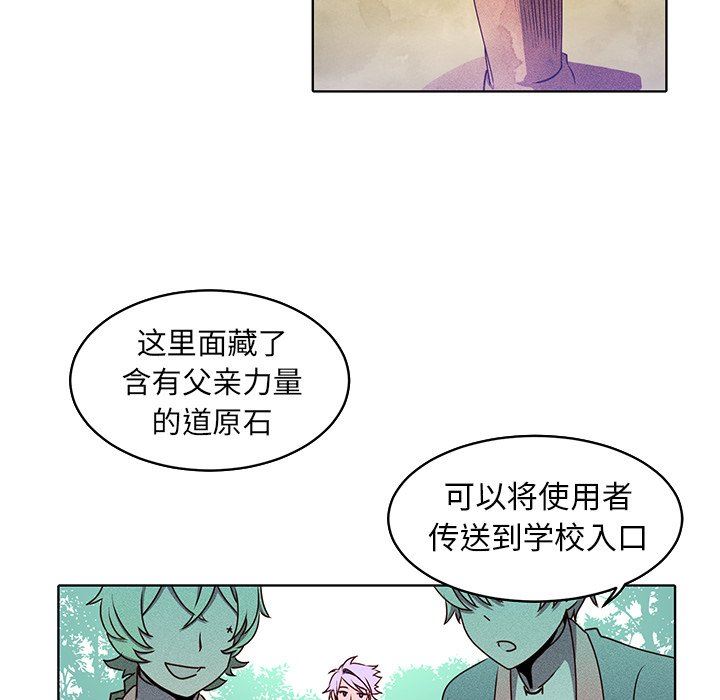 这里面藏了
含有父亲力量
的道原石
可以将使用者
传送到学校入口